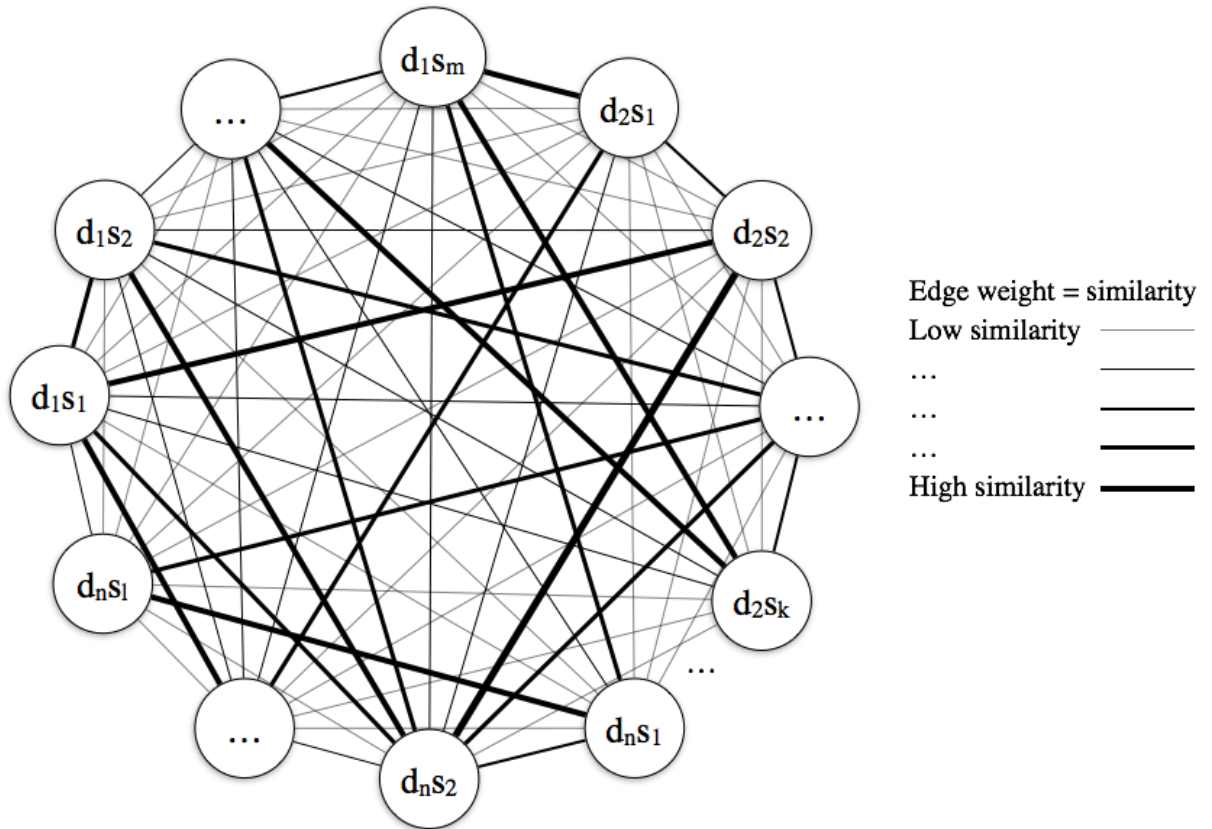 d₁sₘ
d₂s₁
...
d₁s₂
d₂s₂
d₁s₁
...
dₙsₗ
d₂sₖ
...
...
dₙs₁
dₙs₂
Edge weight = similarity
Low similarity
...
...
...
High similarity